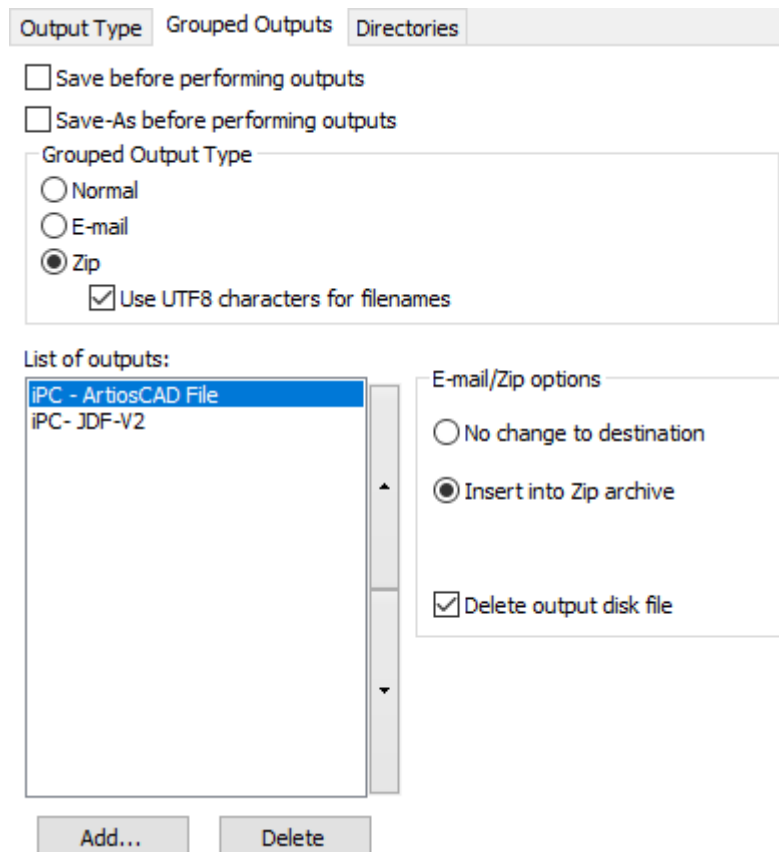 Output Type Grouped Outputs Directories
Save before performing outputs
Save-As before performing outputs
Grouped Output Type
Normal
E-mail
Zip
Use UTF8 characters for filenames
List of outputs:
iPC - ArtiosCAD File
iPC- JDF-V2
E-mail/Zip options
No change to destination
Insert into Zip archive
Delete output disk file
Add... Delete